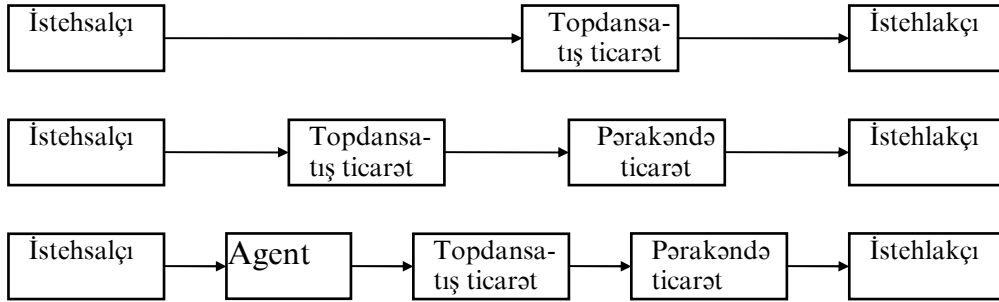 İstehsalçı
Topdansa-
tış ticarət
İstehlakçı
İstehsalçı
Topdansa-
tış ticarət
Pərakəndə
ticarət
İstehlakçı
İstehsalçı
Agent
Topdansa-
tış ticarət
Pərakəndə
ticarət
İstehlakçı